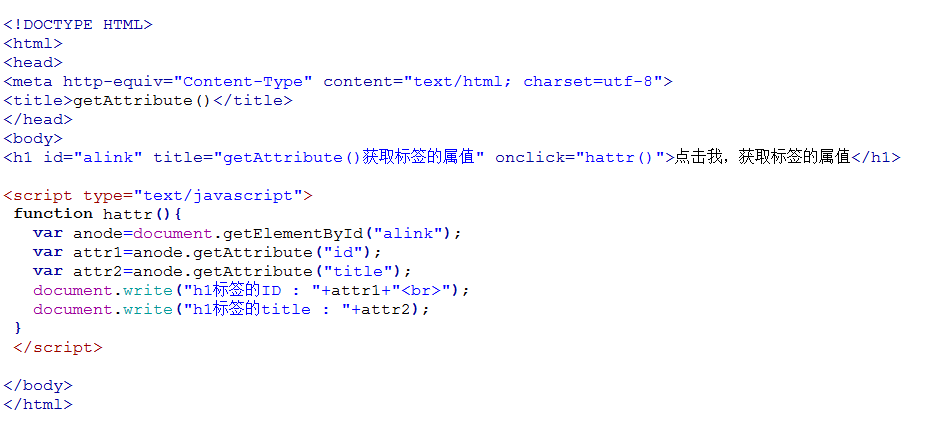 <!DOCTYPE HTML>
<html>
<head>
<meta http-equiv="Content-Type" content="text/html; charset=utf-8">
<title>getAttribute()</title>
</head>
<body>
<h1 id="alink" title="getAttribute()获取标签的属值" onclick="hattr()">点击我，获取标签的属值</h1>
<script type="text/javascript">
function hattr(){
var anode=document.getElementById("alink");
var attr1=anode.getAttribute("id");
var attr2=anode.getAttribute("title");
document.write("h1标签的ID : "+attr1+"<br>");
document.write("h1标签的title : "+attr2);
}
</script>
</body>
</html>